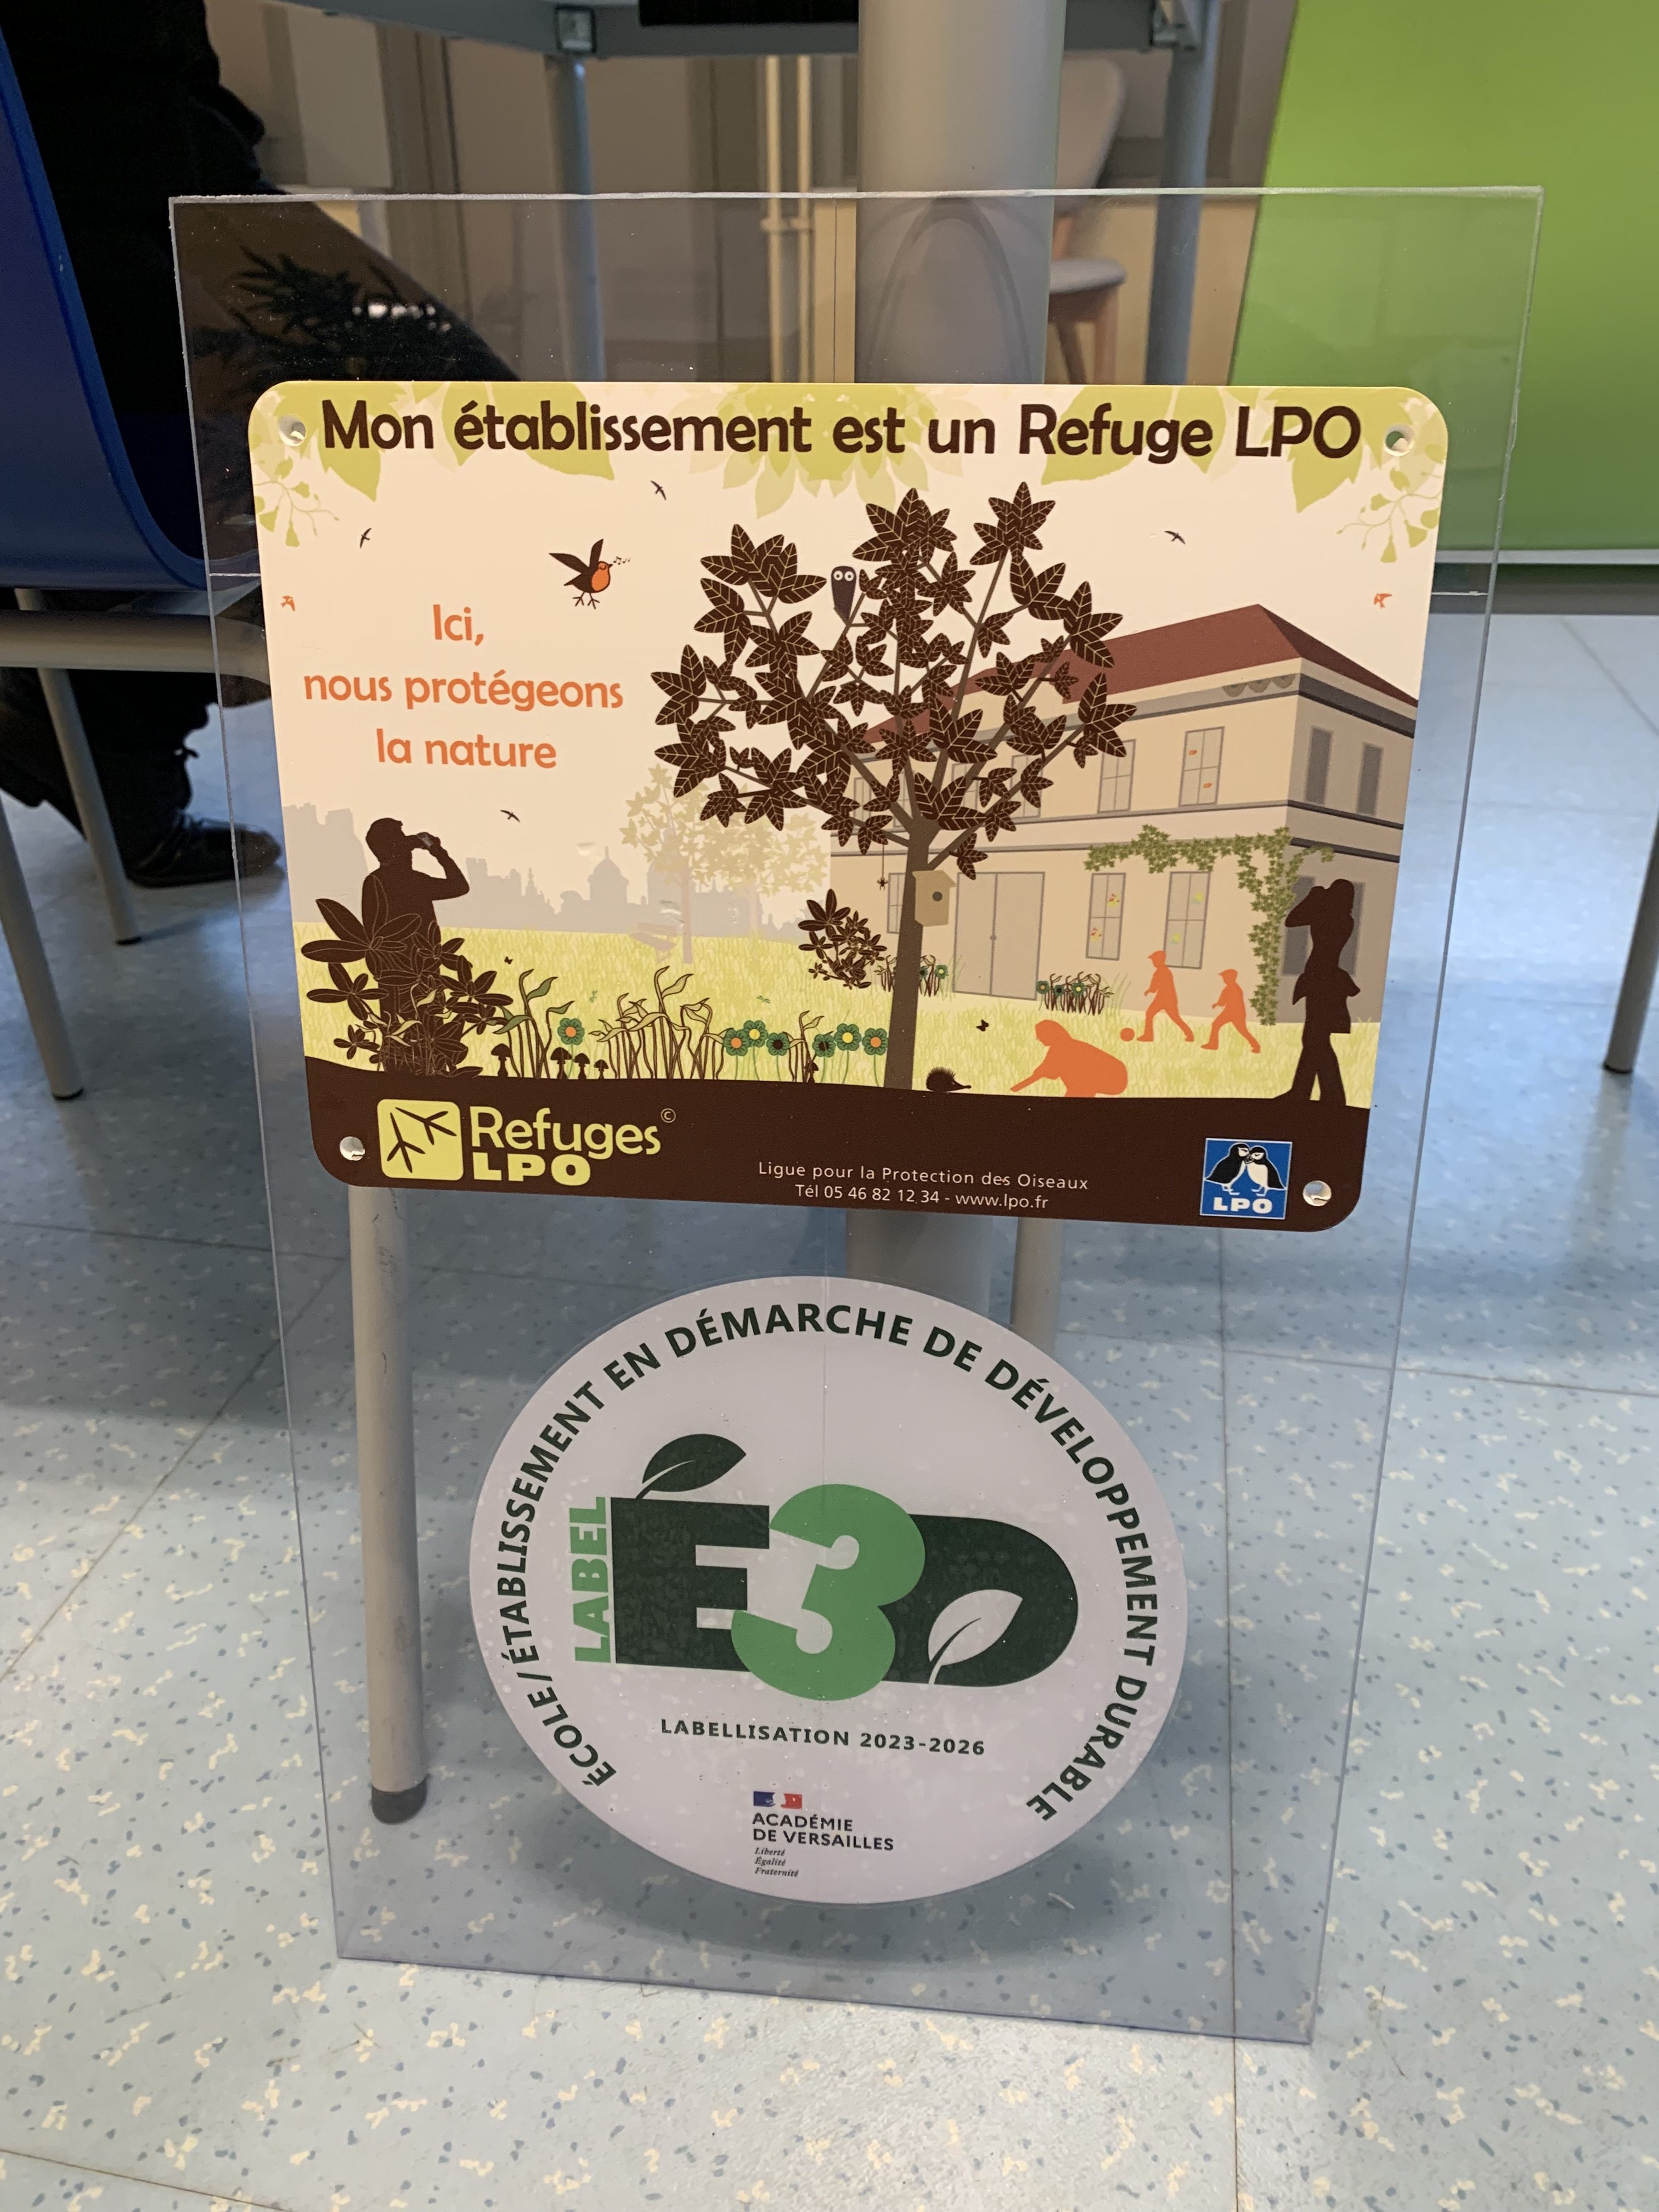 Mon établissement est un Refuge LPO
Ici,
nous protégeons
la nature
Refuges©
LPO
Ligue pour la Protection des Oiseaux
Tél 05 46 82 12 34 - www.lpo.fr
LPO
ÉCOLE / ÉTABLISSEMENT EN DÉMARCHE DE DÉVELOPPEMENT DURABLE
LABEL
É3D
LABELLISATION 2023-2026
ACADÉMIE
DE VERSAILLES
Liberté
Égalité
Fraternité